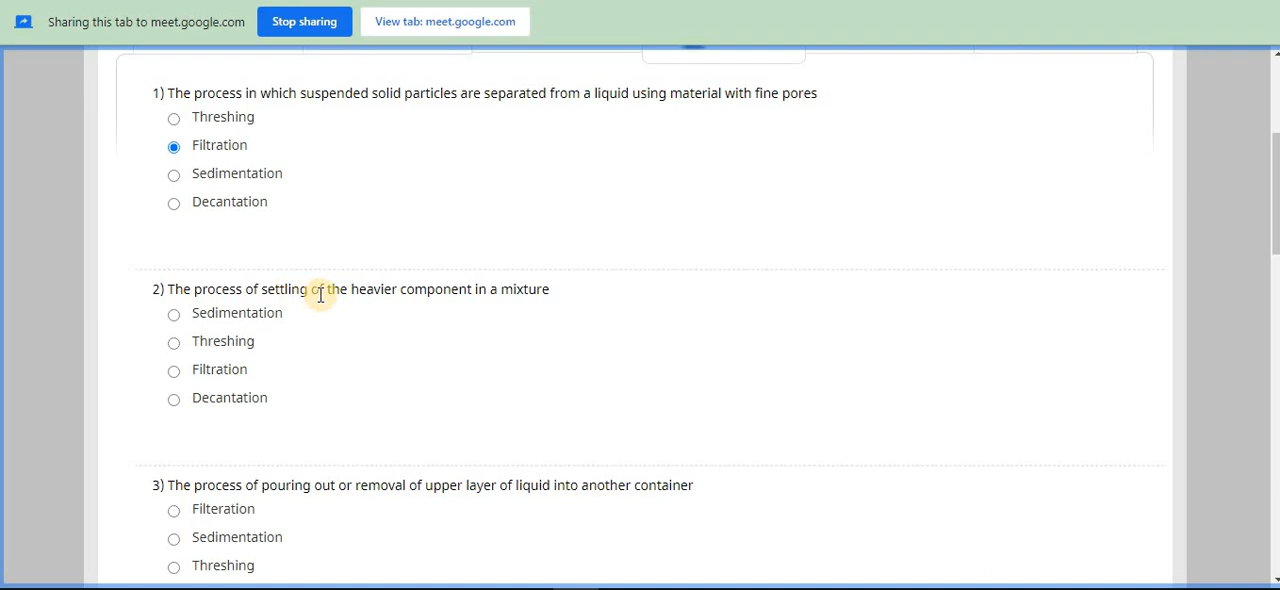 Sharing this tab to meet.google.com
Stop sharing
View tab: meet.google.com
1) The process in which suspended solid particles are separated from a liquid using material with fine pores
Threshing
Filtration
Sedimentation
Decantation
2) The process of settling of the heavier component in a mixture
Sedimentation
Threshing
Filtration
Decantation
3) The process of pouring out or removal of upper layer of liquid into another container
Filteration
Sedimentation
Threshing